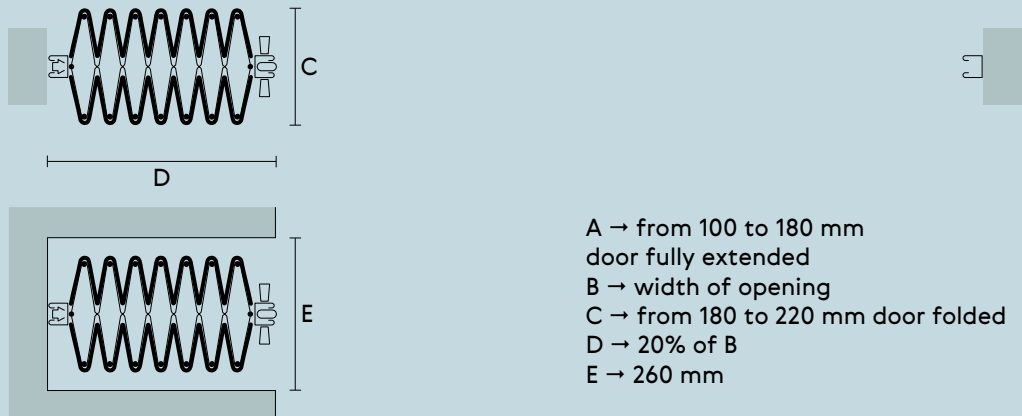 C
D
E
A → from 100 to 180 mm
door fully extended
B → width of opening
C → from 180 to 220 mm door folded
D → 20% of B
E → 260 mm